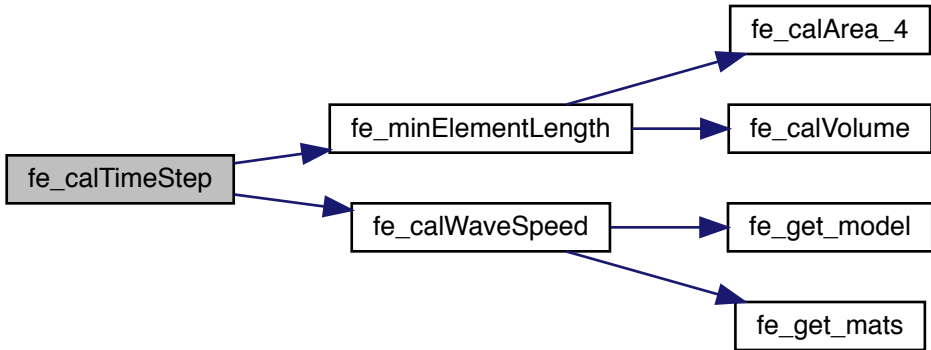 fe_calTimeStep
fe_minElementLength
fe_calWaveSpeed
fe_calArea_4
fe_calVolume
fe_get_model
fe_get_mats